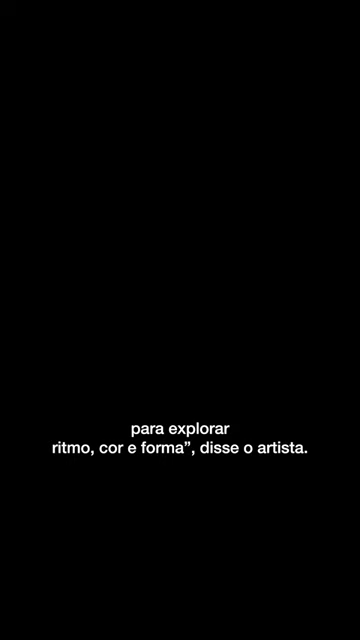 para explorar
ritmo, cor e forma”, disse o artista.